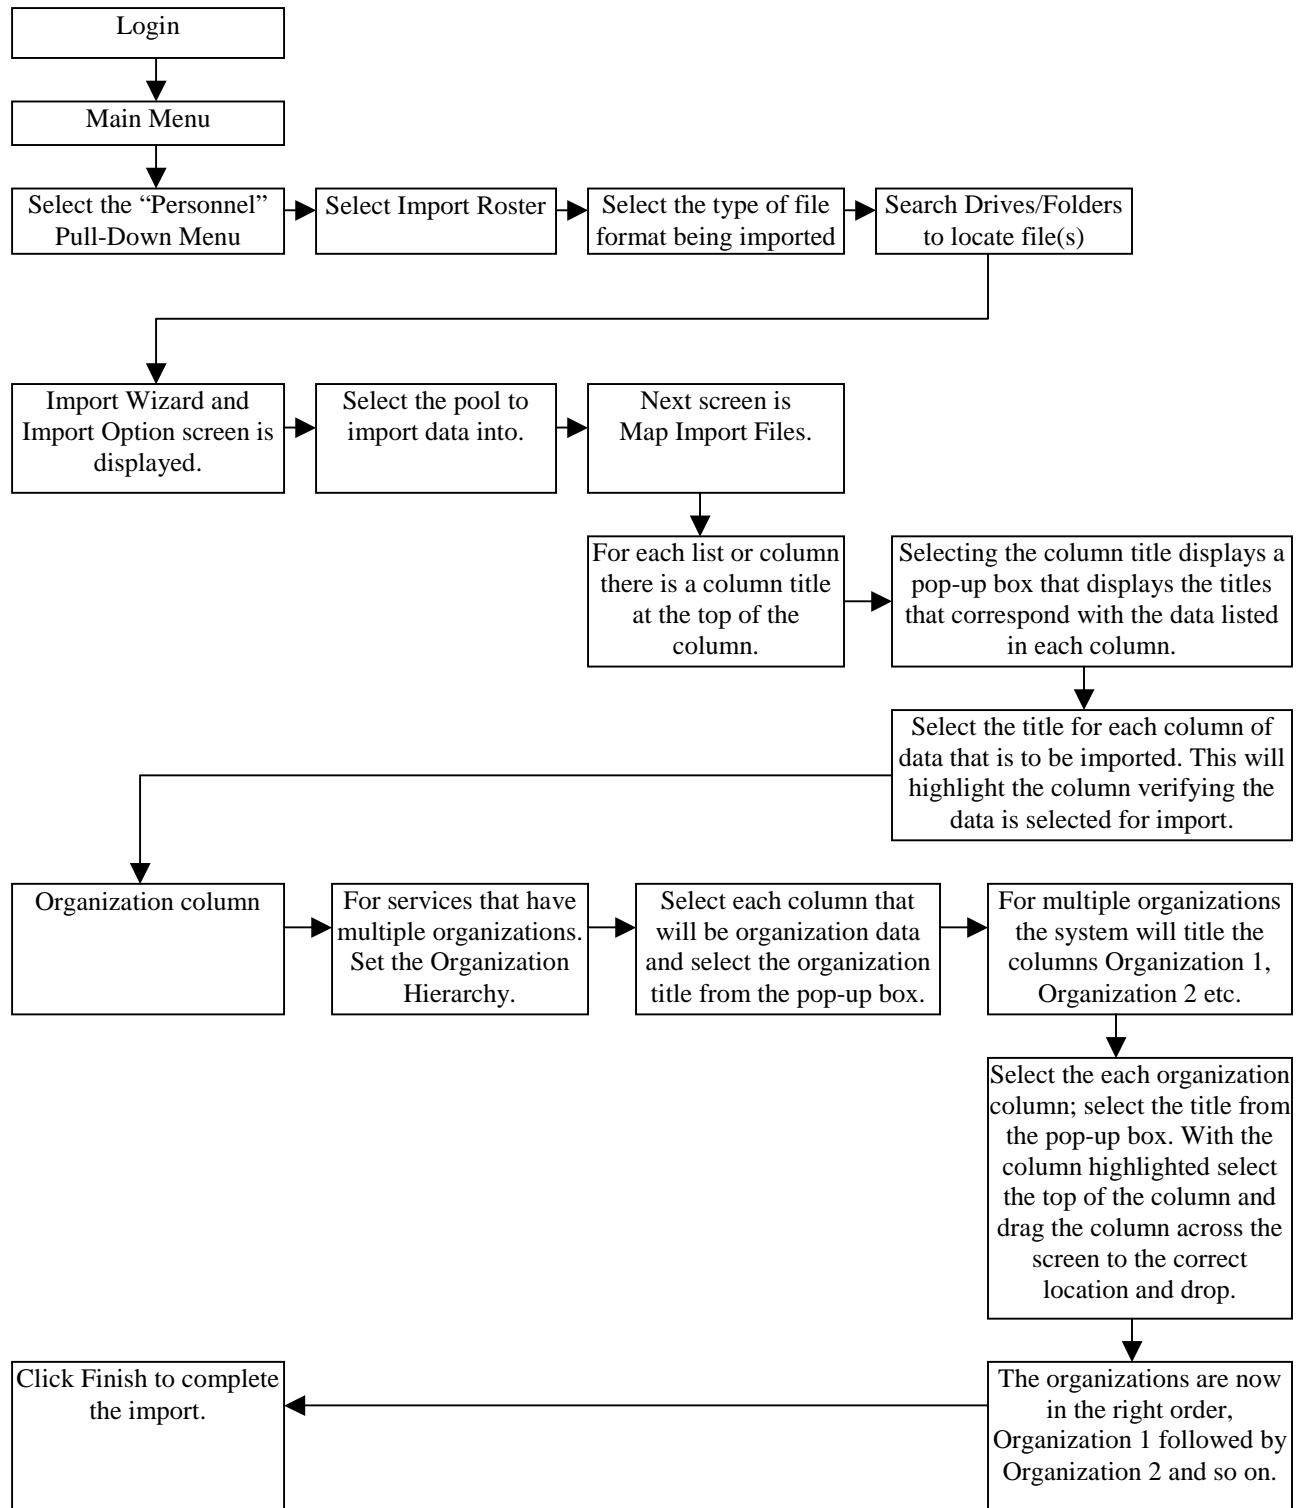 Login
Main Menu
Select the “Personnel”
Pull-Down Menu
Select Import Roster
Select the type of file
format being imported
Search Drives/Folders
to locate file(s)
Import Wizard and
Import Option screen is
displayed.
Select the pool to
import data into.
Next screen is
Map Import Files.
For each list or column
there is a column title
at the top of the
column.
Selecting the column title displays a
pop-up box that displays the titles
that correspond with the data listed
in each column.
Select the title for each column of
data that is to be imported. This will
highlight the column verifying the
data is selected for import.
Organization column
For services that have
multiple organizations.
Set the Organization
Hierarchy.
Select each column that
will be organization data
and select the organization
title from the pop-up box.
For multiple organizations
the system will title the
columns Organization 1,
Organization 2 etc.
Select the each organization
column; select the title from
the pop-up box. With the
column highlighted select
the top of the column and
drag the column across the
screen to the correct
location and drop.
The organizations are now
in the right order,
Organization 1 followed by
Organization 2 and so on.
Click Finish to complete
the import.